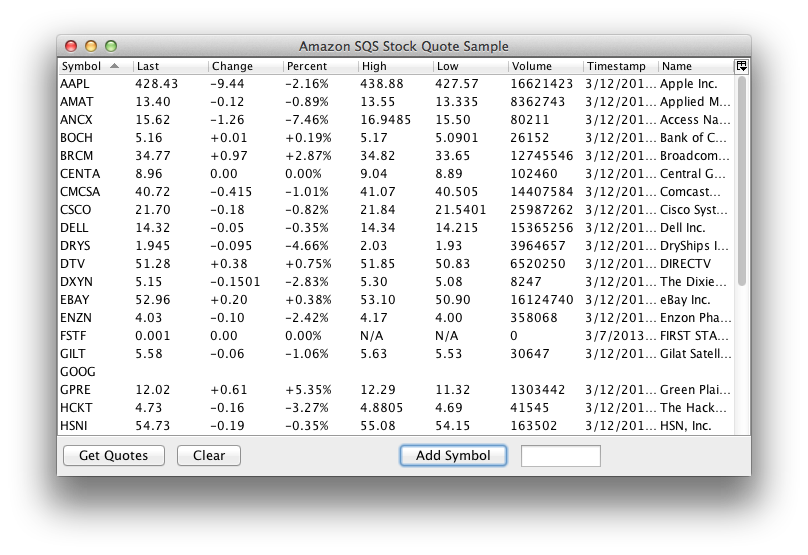 Amazon SQS Stock Quote Sample
Symbol Last Change Percent High Low Volume Timestamp Name
AAPL 428.43 -9.44 -2.16% 438.88 427.57 16621423 3/12/201... Apple Inc.
AMAT 13.40 -0.12 -0.89% 13.55 13.335 8362743 3/12/201... Applied M...
ANCX 15.62 -1.26 -7.46% 16.9485 15.50 80211 3/12/201... Access Na...
BOCH 5.16 +0.01 +0.19% 5.17 5.0901 26152 3/12/201... Bank of C...
BRCM 34.77 +0.97 +2.87% 34.82 33.65 12745546 3/12/201... Broadcom...
CENTA 8.96 0.00 0.00% 9.04 8.89 102460 3/12/201... Central G...
CMCSA 40.72 -0.415 -1.01% 41.07 40.505 14407584 3/12/201... Comcast...
CSCO 21.70 -0.18 -0.82% 21.84 21.5401 25987262 3/12/201... Cisco Syst...
DELL 14.32 -0.05 -0.35% 14.34 14.215 15365256 3/12/201... Dell Inc.
DRYS 1.945 -0.095 -4.66% 2.03 1.93 3964657 3/12/201... DryShips I...
DTV 51.28 +0.38 +0.75% 51.85 50.83 6520250 3/12/201... DIRECTV
DXYN 5.15 -0.1501 -2.83% 5.30 5.08 8247 3/12/201... The Dixie...
EBAY 52.96 +0.20 +0.38% 53.10 50.90 16124740 3/12/201... eBay Inc.
ENZN 4.03 -0.10 -2.42% 4.17 4.00 358068 3/12/201... Enzon Pha...
FSTF 0.001 0.00 0.00% N/A N/A 0 3/7/2013... FIRST STA...
GILT 5.58 -0.06 -1.06% 5.63 5.53 30647 3/12/201... Gilat Satell...
GOOG
GPRE 12.02 +0.61 +5.35% 12.29 11.32 1303442 3/12/201... Green Plai...
HCKT 4.73 -0.16 -3.27% 4.8805 4.69 41545 3/12/201... The Hack...
HSNI 54.73 -0.19 -0.35% 55.08 54.15 163502 3/12/201... HSN, Inc.
Get Quotes Clear Add Symbol